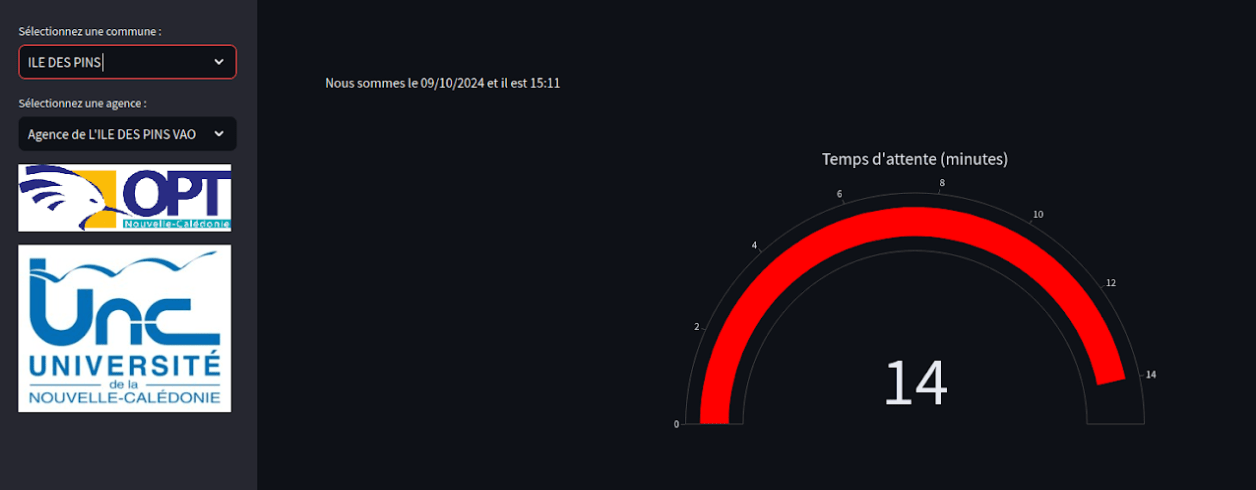 Sélectionnez une commune :
ILE DES PINS
Sélectionnez une agence :
Agence de L'ILE DES PINS VAO
OPT
Nouvelle-Calédonie
Unc
UNIVERSITÉ
de la
NOUVELLE-CALÉDONIE
Nous sommes le 09/10/2024 et il est 15:11
Temps d'attente (minutes)
0
2
4
6
8
10
12
14
14